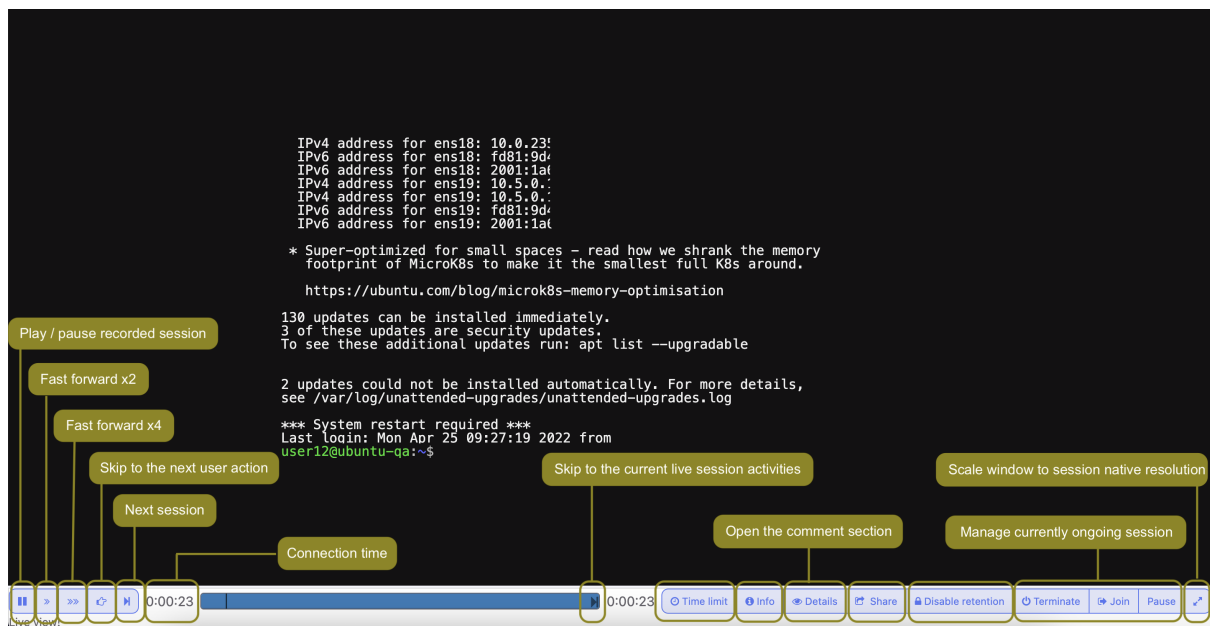 IPv4 address for ens18: 10.0.235
IPv6 address for ens18: fd81:9d4
IPv6 address for ens18: 2001:1a6
IPv4 address for ens19: 10.5.0.
IPv4 address for ens19: 10.5.0.
IPv6 address for ens19: fd81:9d4
IPv6 address for ens19: 2001:1a6
* Super-optimized for small spaces - read how we shrank the memory
footprint of MicroK8s to make it the smallest full K8s around.
https://ubuntu.com/blog/microk8s-memory-optimisation
130 updates can be installed immediately.
3 of these updates are security updates.
To see these additional updates run: apt list --upgradable
2 updates could not be installed automatically. For more details,
see /var/log/unattended-upgrades/unattended-upgrades.log
*** System restart required ***
Last login: Mon Apr 25 09:27:19 2022 from
user12@ubuntu-qa:~$
Play / pause recorded session
Fast forward x2
Fast forward x4
Skip to the next user action
Next session
Connection time
Skip to the current live session activities
Open the comment section
Scale window to session native resolution
Manage currently ongoing session
0:00:23
0:00:23
Time limit
Info
Details
Share
Disable retention
Terminate
Join
Pause
Live view!